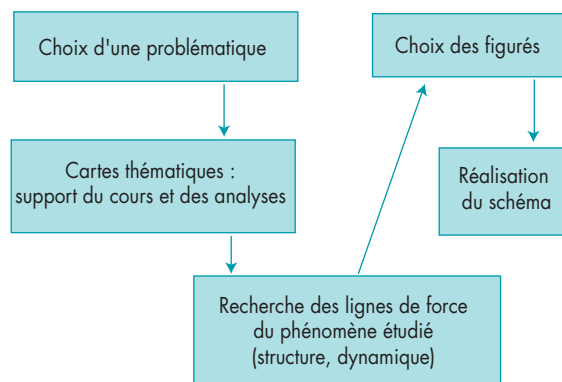 Choix d'une problématique
Cartes thématiques :
support du cours et des analyses
Recherche des lignes de force
du phénomène étudié
(structure, dynamique)
Choix des figurés
Réalisation
du schéma